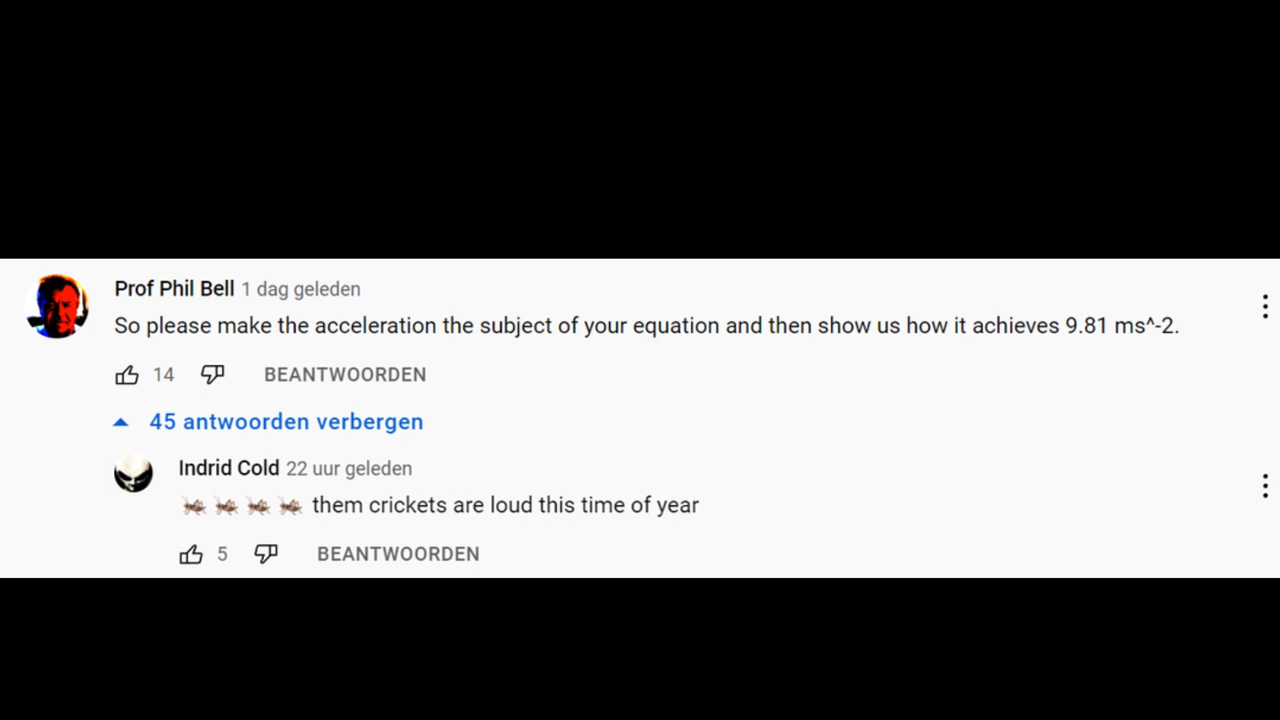 Prof Phil Bell 1 dag geleden
So please make the acceleration the subject of your equation and then show us how it achieves 9.81 ms^-2.
14 BEANTWOORDEN
45 antwoorden verbergen
Indrid Cold 22 uur geleden
🦗 🦗 🦗 🦗 them crickets are loud this time of year
5 BEANTWOORDEN